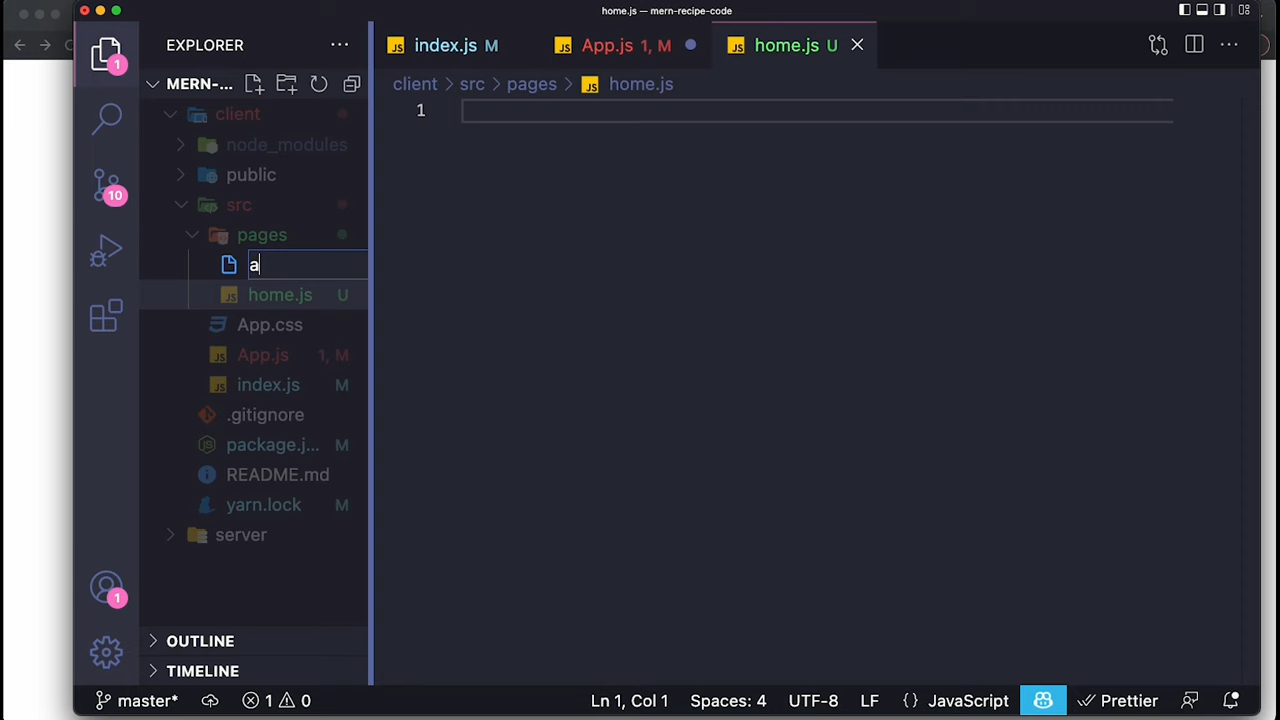 home.js — mern-recipe-code
EXPLORER
index.js M
App.js 1, M
home.js U
MERN-...
client > src > pages > home.js
1
client
node_modules
public
src
pages
a
home.js U
App.css
App.js 1, M
index.js M
.gitignore
package.j... M
README.md
yarn.lock M
server
1
10
1
OUTLINE
TIMELINE
master* 1 0 Ln 1, Col 1 Spaces: 4 UTF-8 LF {} JavaScript Prettier